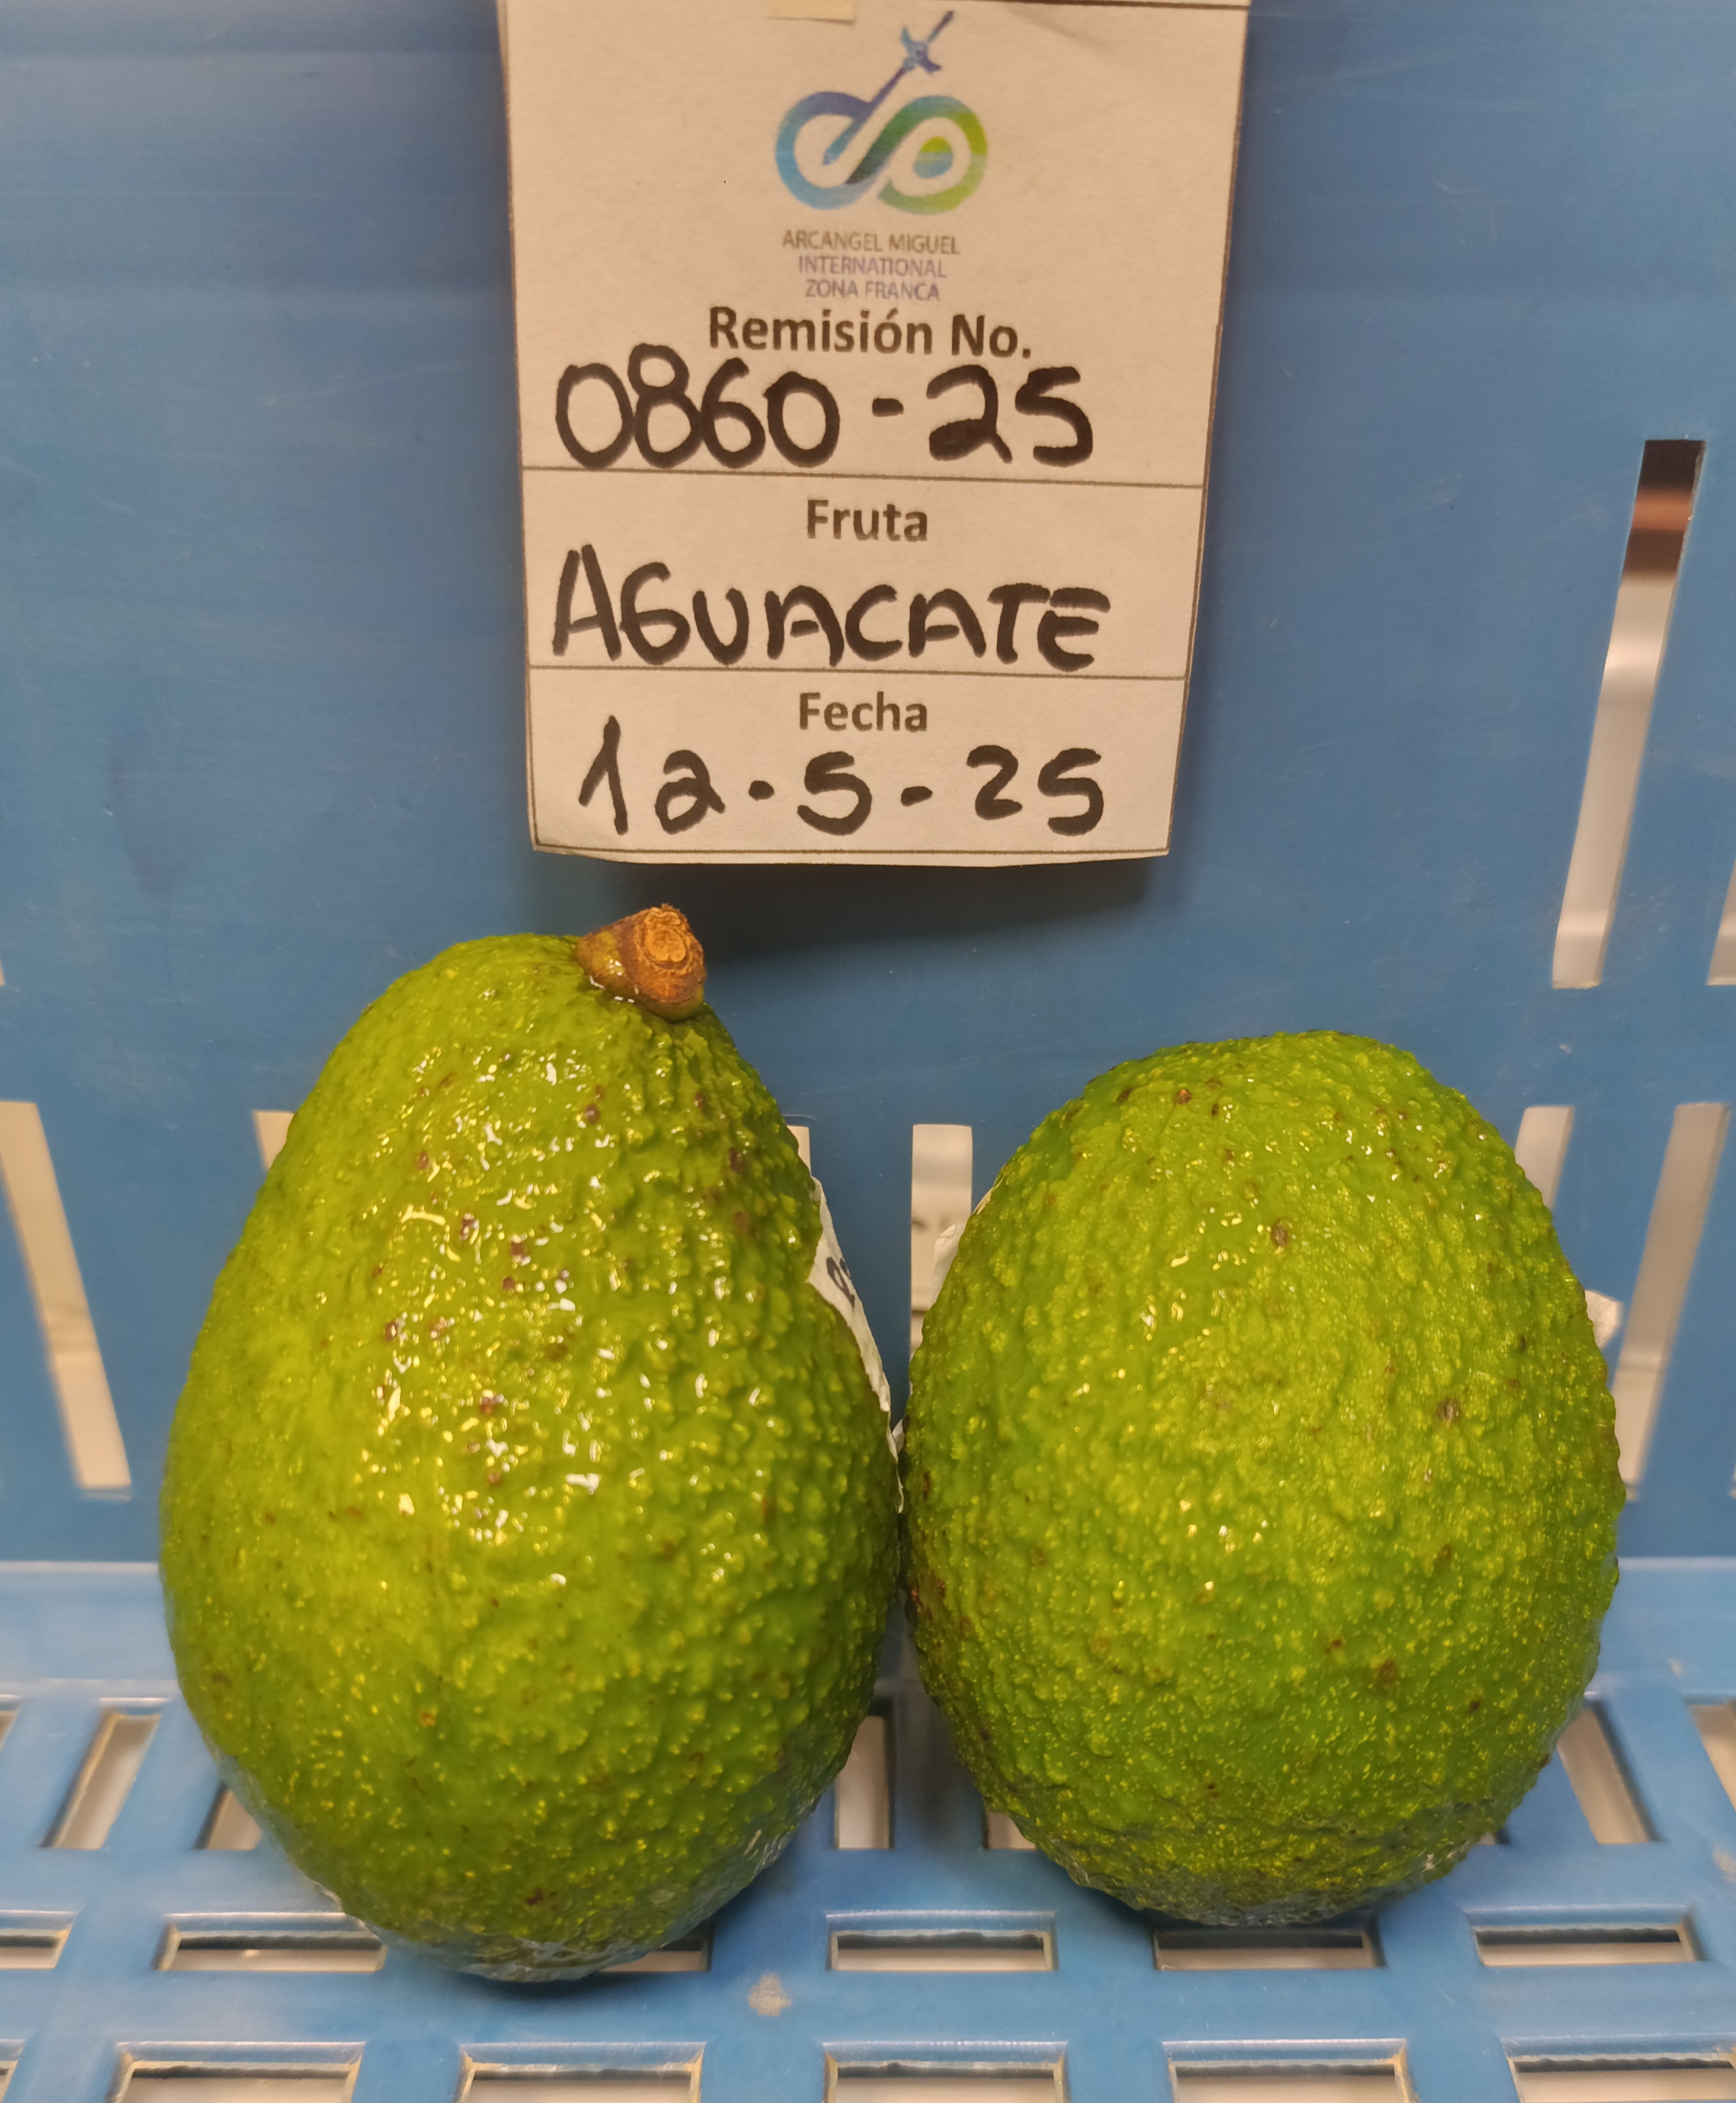 ARCANGEL MIGUEL
INTERNATIONAL
ZONA FRANCA
Remisión No.
0860-25
Fruta
AGUACATE
Fecha
12.5-25